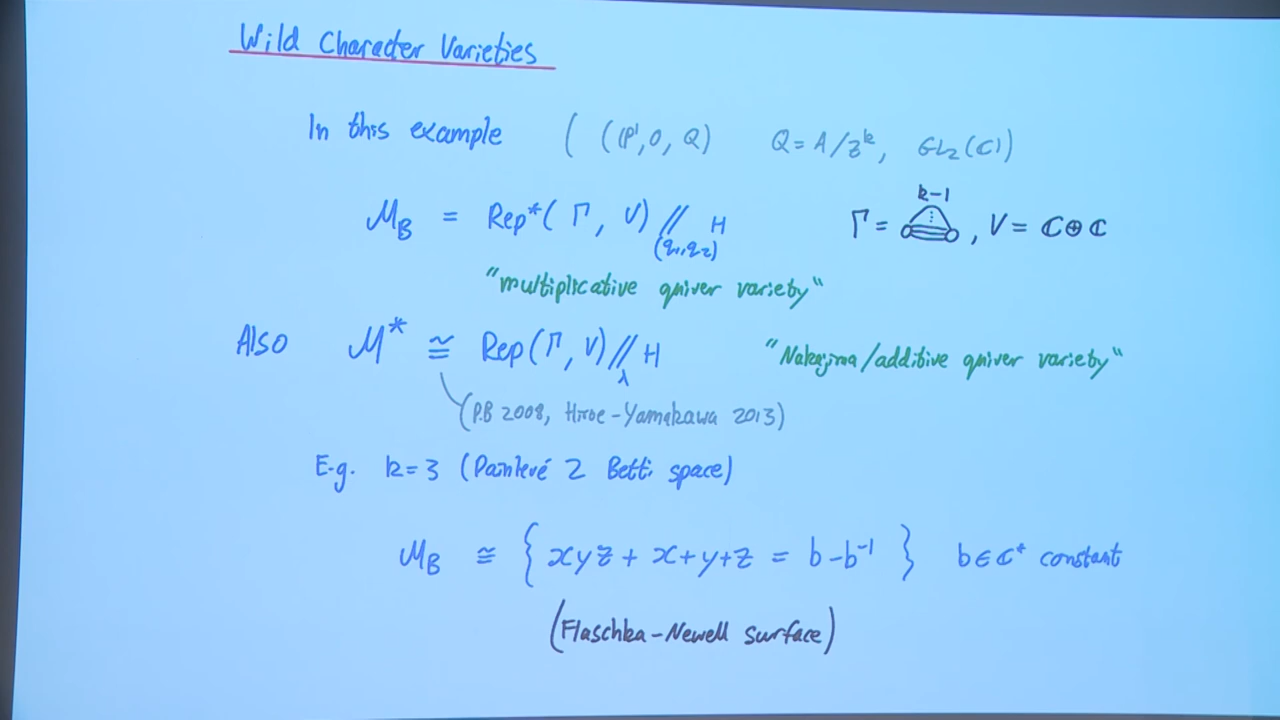 Wild Character Varieties
In this example ( (ℙ¹, 0, Q) Q = A/z^k, GL₂(ℂ))
k-1
𝓜_B = Rep*(Γ, V) // H Γ = , V = ℂ⊕ℂ
(q₁,q₂)
"multiplicative quiver variety"
Also 𝓜* ≅ Rep(Γ, V) // H "Nakajima/additive quiver variety"
λ
(P.B 2008, Hiroe-Yamakawa 2013)
E.g. k=3 (Painlevé 2 Betti space)
𝓜_B ≅ { xyz + x+y+z = b-b⁻¹ } b∈ℂ* constant
(Flaschka-Newell surface)